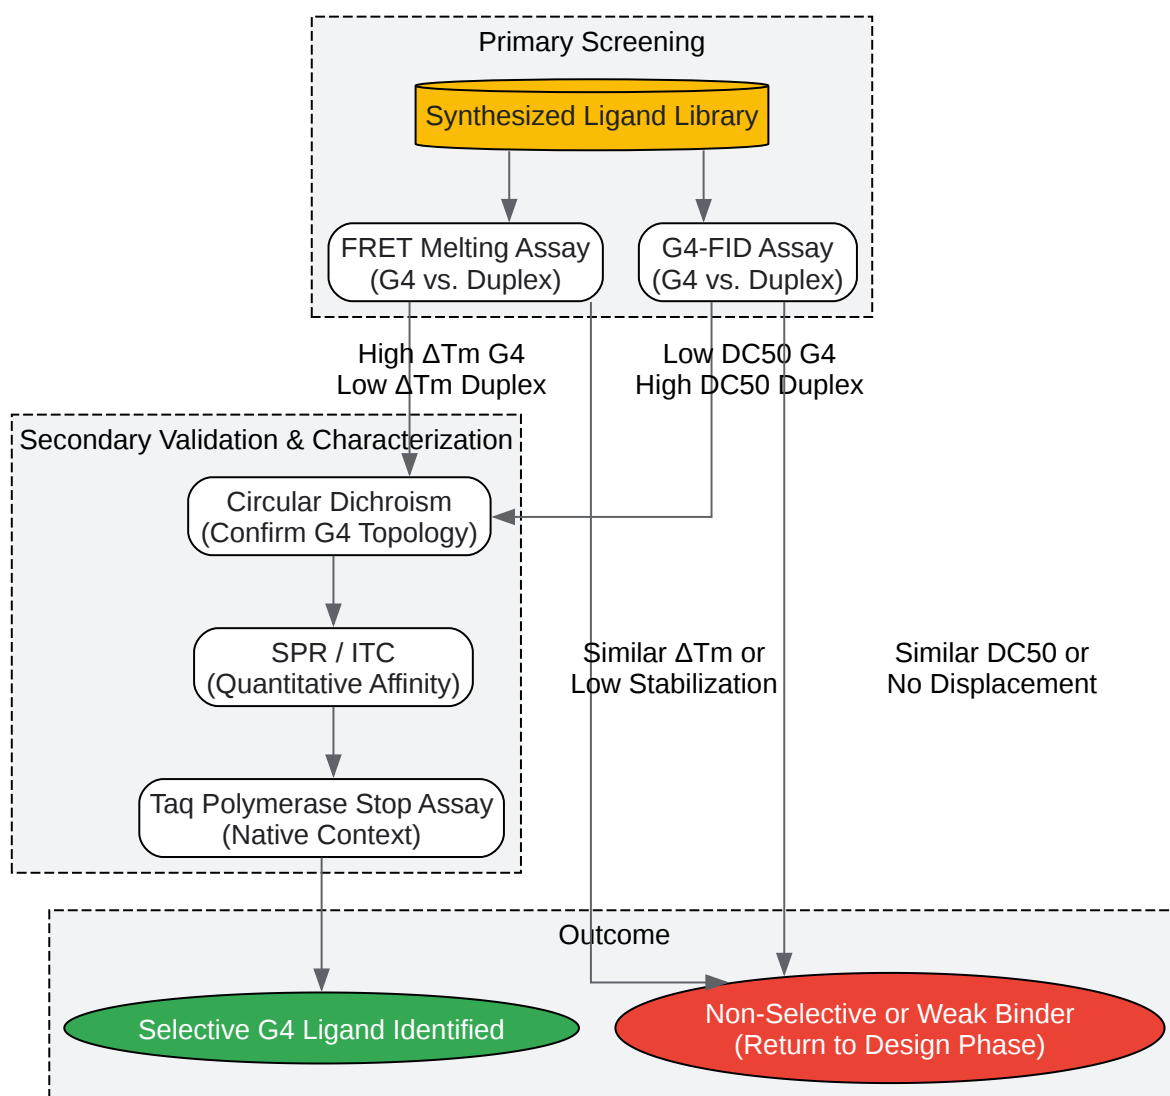 Primary Screening
Synthesized Ligand Library
FRET Melting Assay
(G4 vs. Duplex)
G4-FID Assay
(G4 vs. Duplex)
High ΔTm G4
Low ΔTm Duplex
Low DC50 G4
High DC50 Duplex
Secondary Validation & Characterization
Circular Dichroism
(Confirm G4 Topology)
SPR / ITC
(Quantitative Affinity)
Similar ΔTm or
Low Stabilization
Similar DC50 or
No Displacement
Taq Polymerase Stop Assay
(Native Context)
Outcome
Selective G4 Ligand Identified
Non-Selective or Weak Binder
(Return to Design Phase)